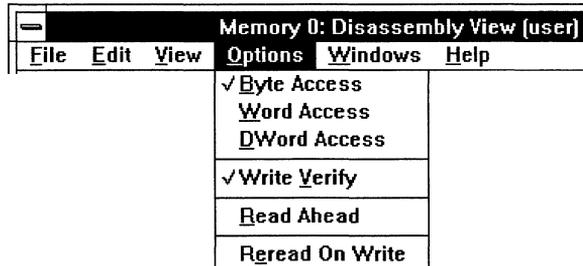 Memory 0: Disassembly View (user)
File Edit View Options Windows Help
√ Byte Access
Word Access
DWord Access
√ Write Verify
Read Ahead
Reread On Write